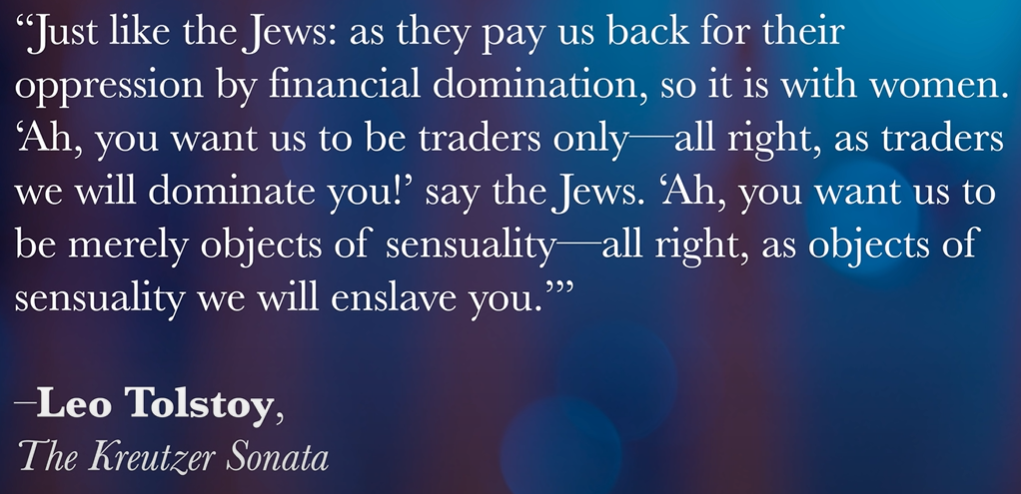 “Just like the Jews: as they pay us back for their
oppression by financial domination, so it is with women.
‘Ah, you want us to be traders only—all right, as traders
we will dominate you!’ say the Jews. ‘Ah, you want us to
be merely objects of sensuality—all right, as objects of
sensuality we will enslave you.’”
–Leo Tolstoy,
The Kreutzer Sonata